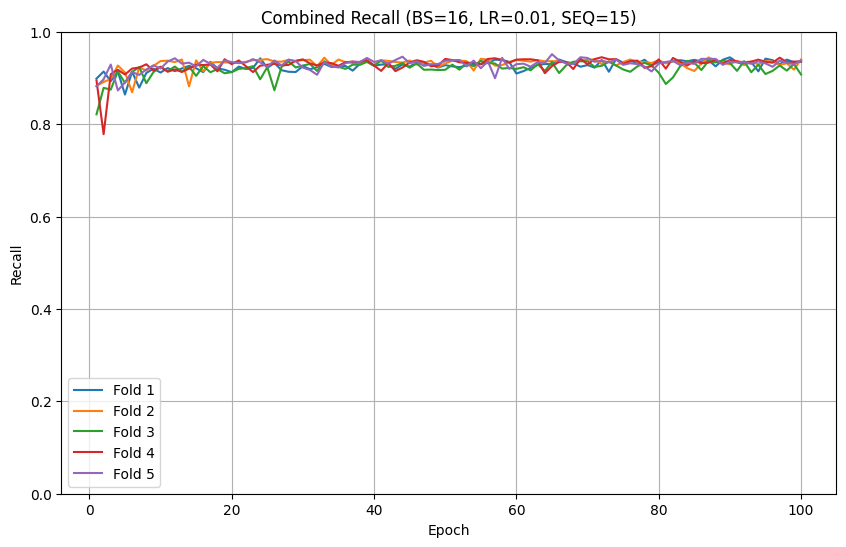 Combined Recall (BS=16, LR=0.01, SEQ=15)
Recall
1.0
0.8
0.6
0.4
0.2
0.0
Fold 1
Fold 2
Fold 3
Fold 4
Fold 5
0 20 40 60 80 100
Epoch